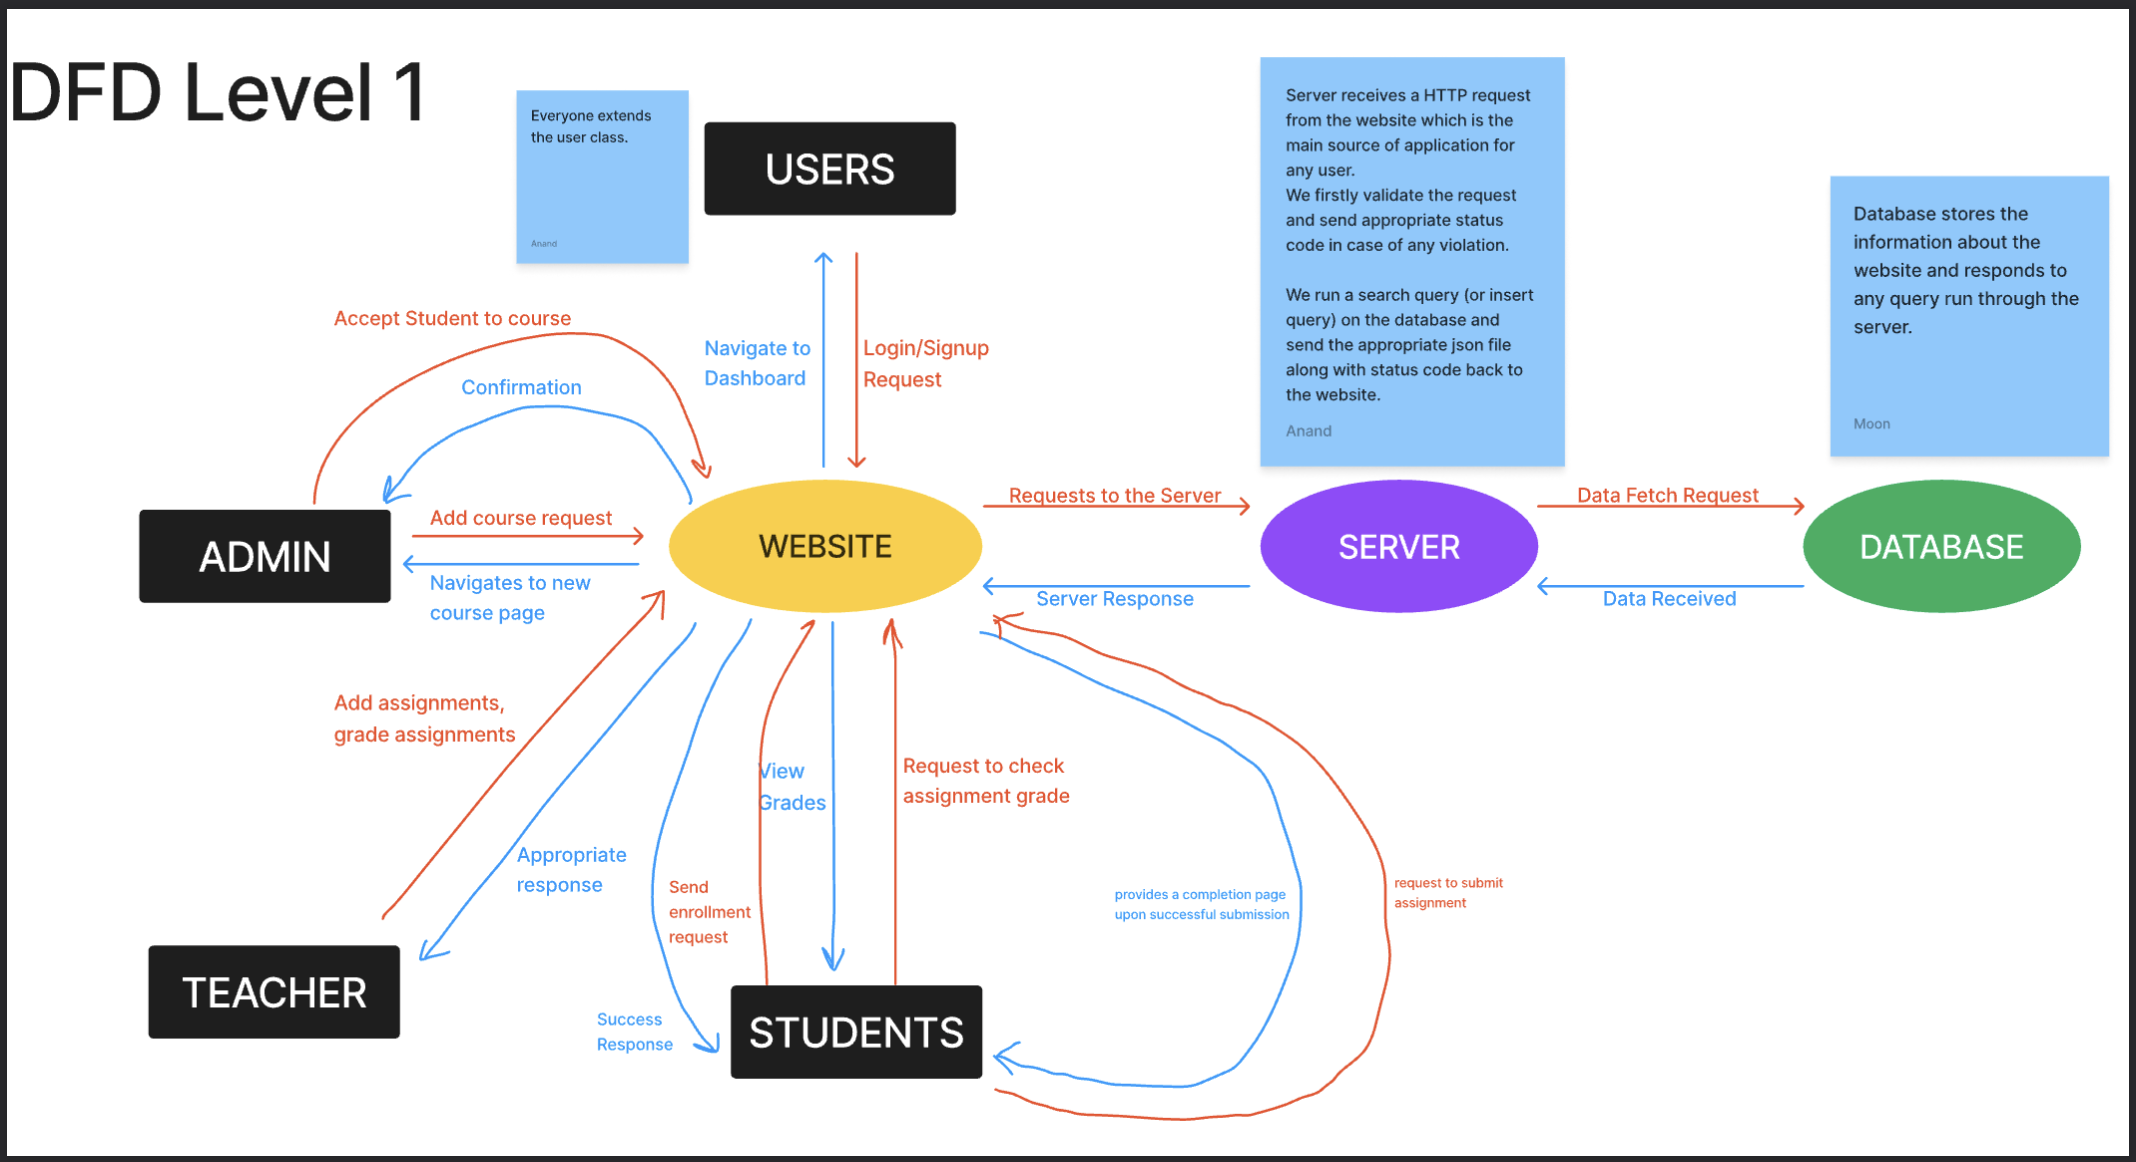 DFD Level 1
Everyone extends
the user class.
Anand
USERS
Server receives a HTTP request
from the website which is the
main source of application for
any user.
We firstly validate the request
and send appropriate status
code in case of any violation.
We run a search query (or insert
query) on the database and
send the appropriate json file
along with status code back to
the website.
Anand
Database stores the
information about the
website and responds to
any query run through the
server.
Moon
Accept Student to course
Confirmation
Navigate to
Dashboard
Login/Signup
Request
ADMIN
Add course request
Navigates to new
course page
WEBSITE
Requests to the Server
Server Response
SERVER
Data Fetch Request
Data Received
DATABASE
Add assignments,
grade assignments
Appropriate
response
View
Grades
Request to check
assignment grade
Send
enrollment
request
provides a completion page
upon successful submission
request to submit
assignment
TEACHER
Success
Response
STUDENTS